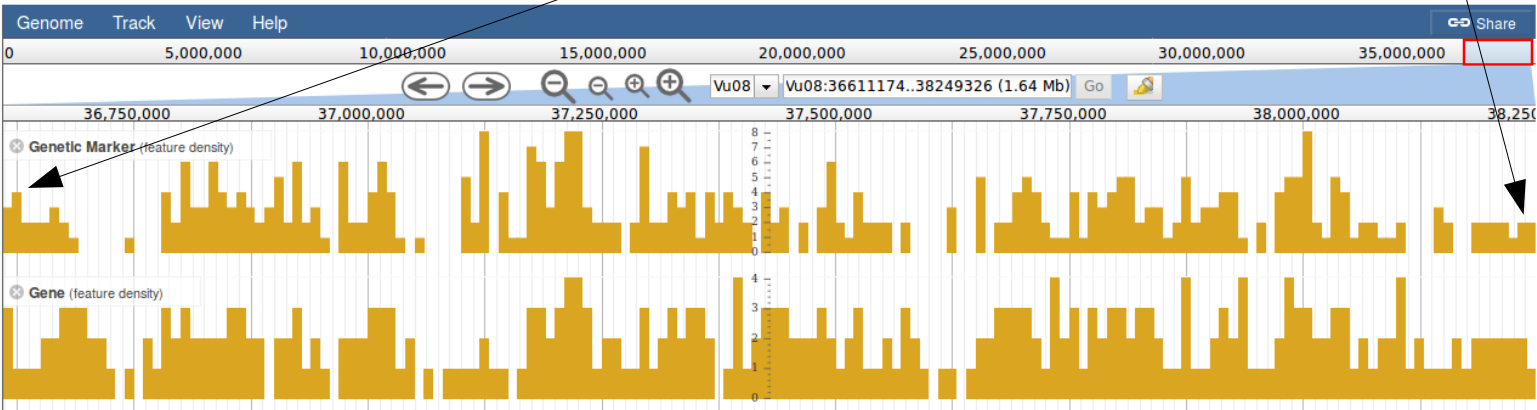 Genome Track View Help Share
0 5,000,000 10,000,000 15,000,000 20,000,000 25,000,000 30,000,000 35,000,000
Vu08 Vu08:36611174..38249326 (1.64 Mb) Go
36,750,000 37,000,000 37,250,000 37,500,000 37,750,000 38,000,000 38,250
Genetic Marker (feature density)
8
7
6
5
4
3
2
1
0
Gene (feature density)
4
3
2
1
0